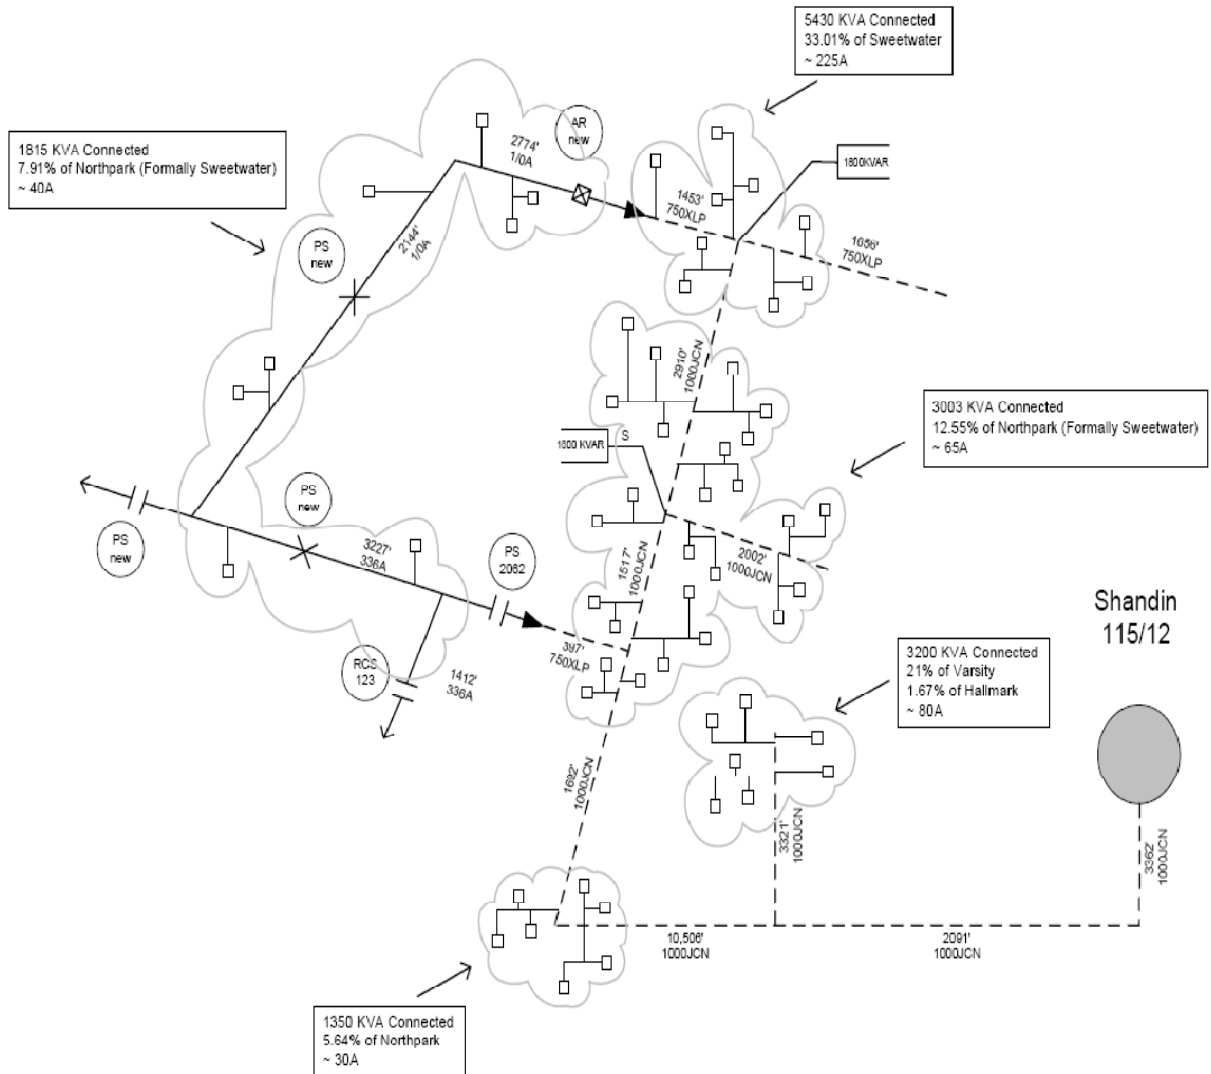 5430 KVA Connected
33.01% of Sweetwater
~ 225A
1815 KVA Connected
7.91% of Northpark (Formally Sweetwater)
~ 40A
AR
new
2774'
1/0A
1800KVAR
1453'
750XLP
1656'
750XLP
2144'
1/0A
PS
new
2910'
1000JCN
3003 KVA Connected
12.55% of Northpark (Formally Sweetwater)
~ 65A
S
1800 KVAR
PS
new
PS
new
3227'
336A
PS
2082
1517'
1000JCN
2002'
1000JCN
Shandin
115/12
397'
750XLP
RCS
123
1412'
336A
3200 KVA Connected
21% of Varsity
1.67% of Hallmark
~ 80A
1692'
1000JCN
3321'
1000JCN
3362'
1000JCN
10,506'
1000JCN
2091'
1000JCN
1350 KVA Connected
5.64% of Northpark
~ 30A